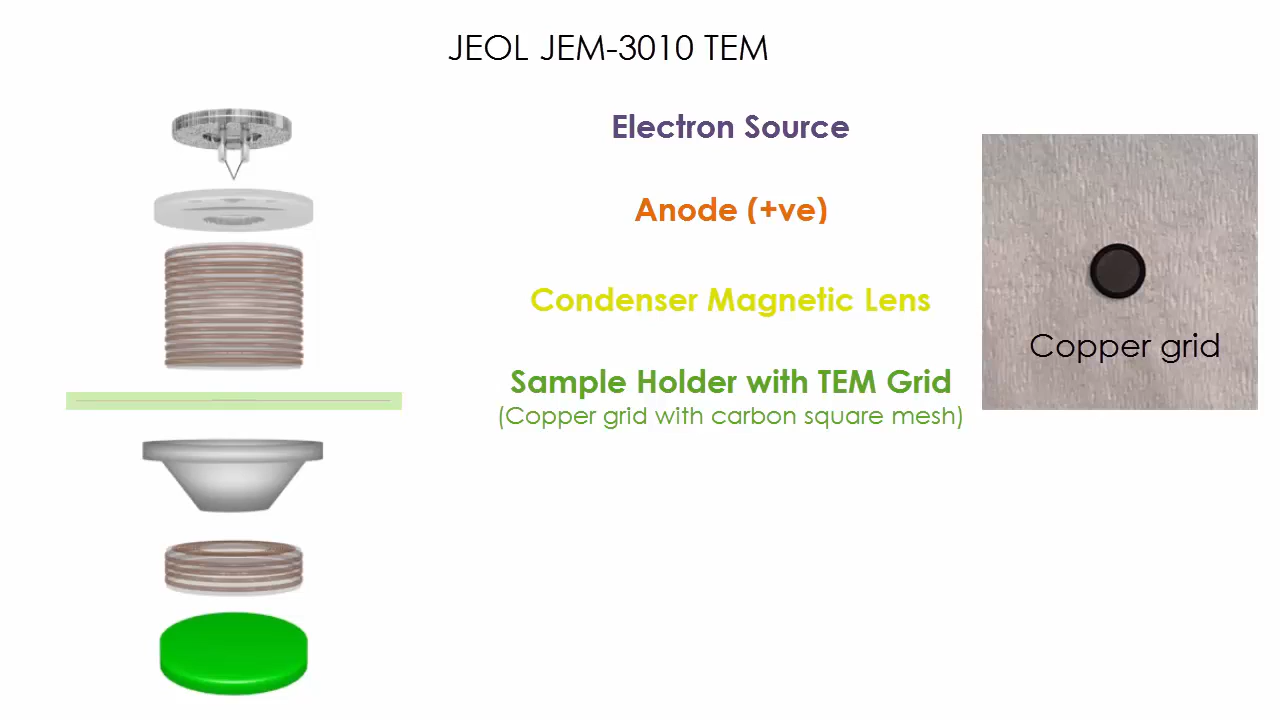 JEOL JEM-3010 TEM
Electron Source
Anode (+ve)
Condenser Magnetic Lens
Sample Holder with TEM Grid
(Copper grid with carbon square mesh)
Copper grid